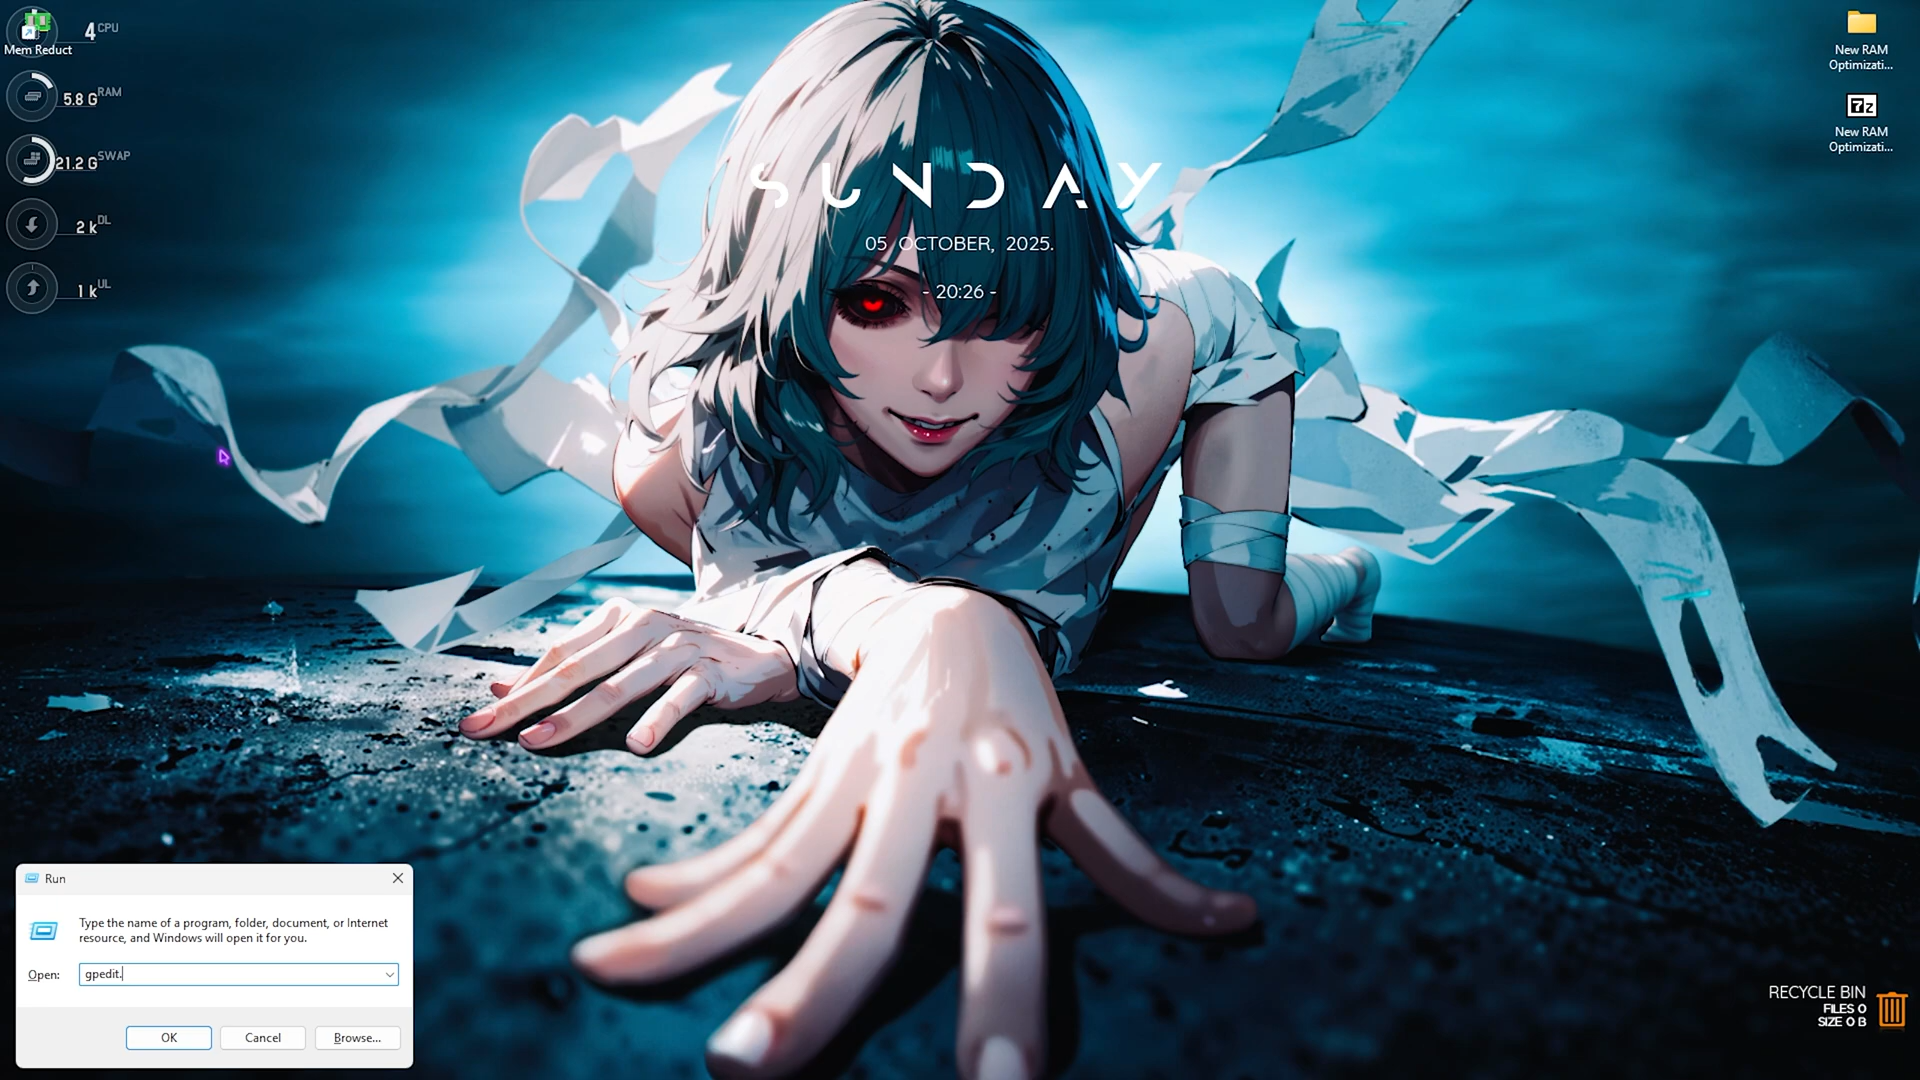 4 CPU
Mem Reduct
5.8 G RAM
21.2 G SWAP
2 k DL
1 k UL
New RAM
Optimizati...
7z
New RAM
Optimizati...
SUNDAY
05 OCTOBER, 2025.
- 20:26 -
Run
Type the name of a program, folder, document, or Internet
resource, and Windows will open it for you.
Open: gpedit.
OK Cancel Browse...
RECYCLE BIN
FILES 0
SIZE 0 B